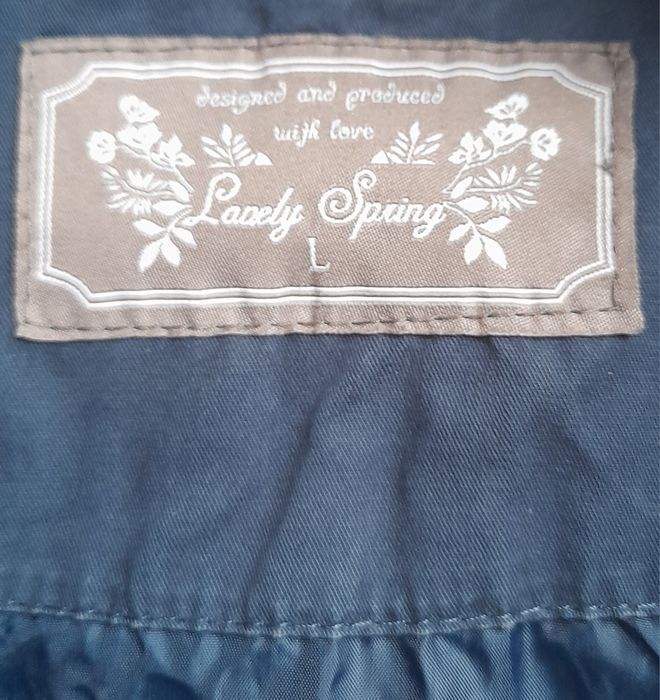 designed and produced
with love
Lovely Spring
L